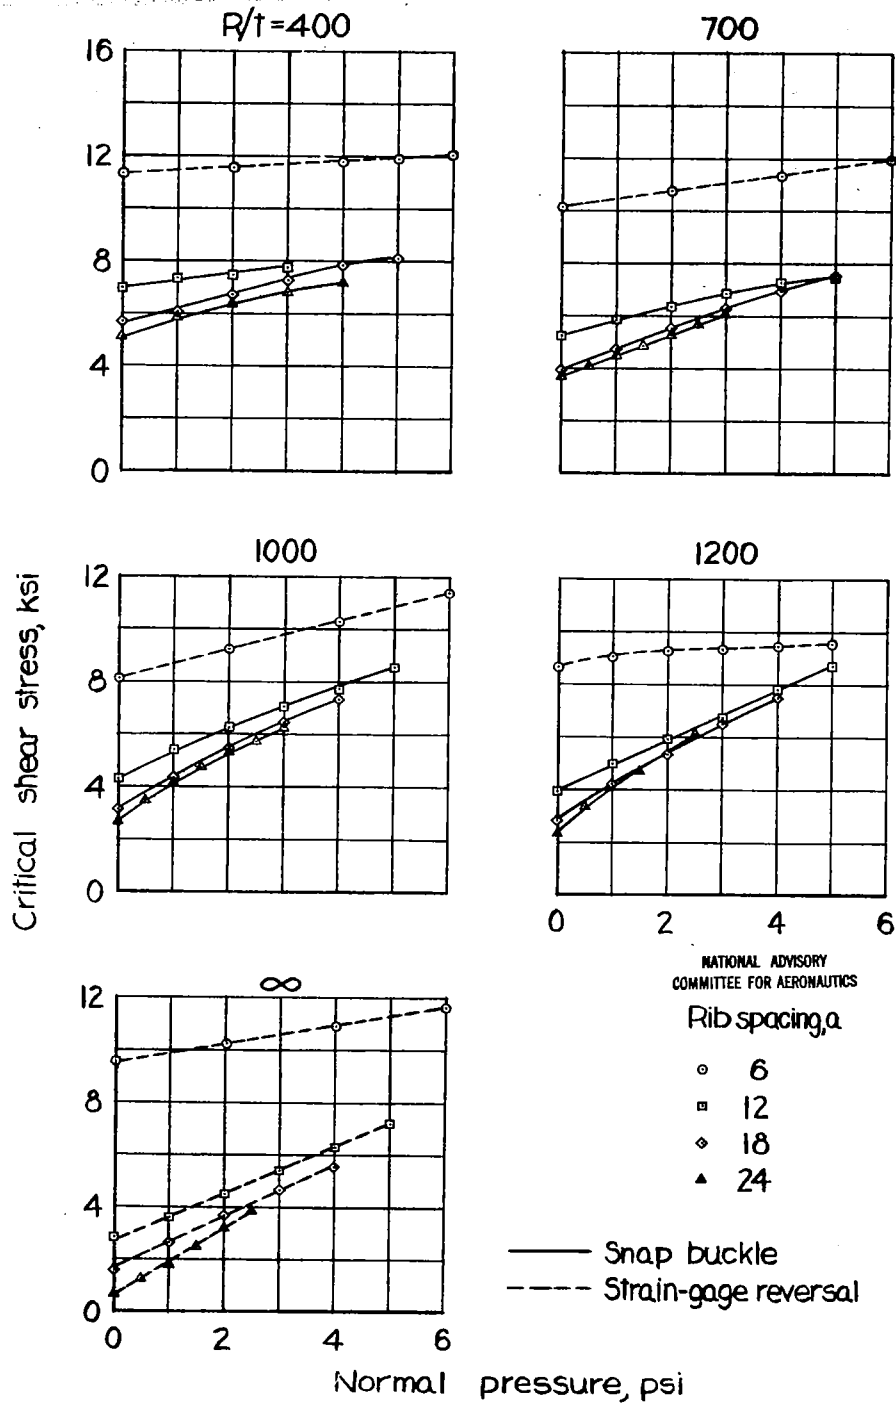 R/t=400
700
16
12
8
4
0
1000
1200
12
8
4
0
0 2 4 6
Critical shear stress, ksi
∞
12
8
4
0
0 2 4 6
Normal pressure, psi
NATIONAL ADVISORY
COMMITTEE FOR AERONAUTICS
Rib spacing, a
6
12
18
24
Snap buckle
Strain-gage reversal